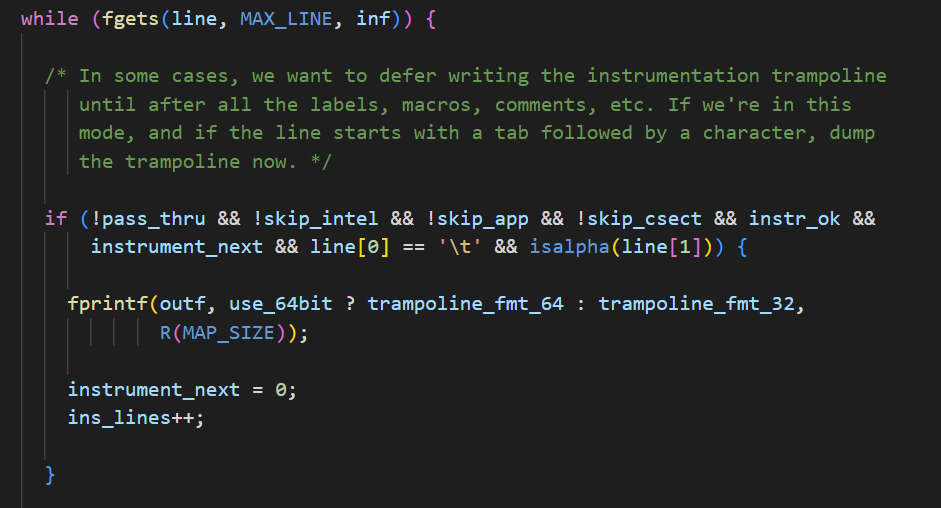 while (fgets(line, MAX_LINE, inf)) {
/* In some cases, we want to defer writing the instrumentation trampoline
until after all the labels, macros, comments, etc. If we're in this
mode, and if the line starts with a tab followed by a character, dump
the trampoline now. */
if (!pass_thru && !skip_intel && !skip_app && !skip_csect && instr_ok &&
instrument_next && line[0] == '\t' && isalpha(line[1])) {
fprintf(outf, use_64bit ? trampoline_fmt_64 : trampoline_fmt_32,
R(MAP_SIZE));
instrument_next = 0;
ins_lines++;
}